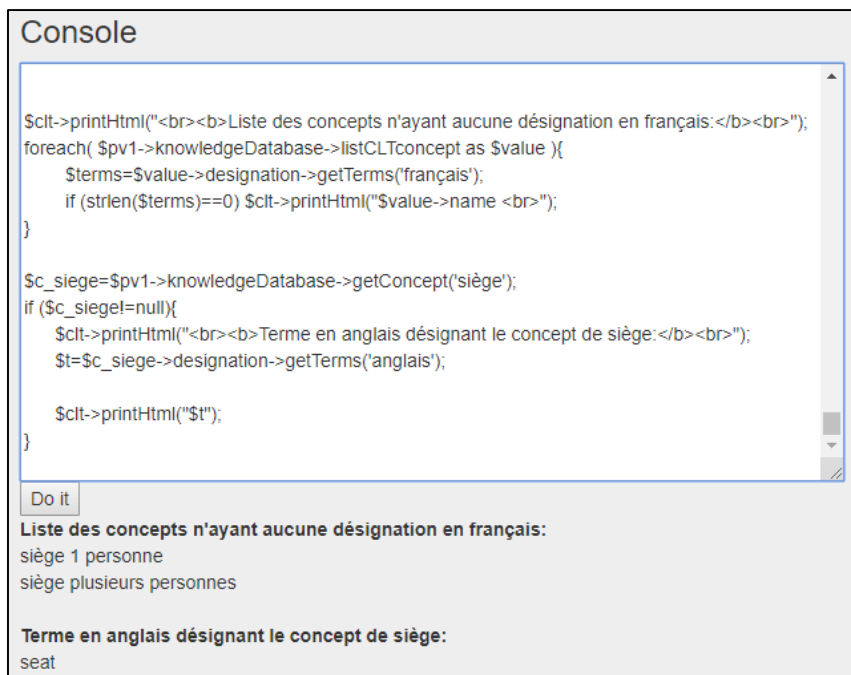 Console
$clt->printHtml("<br><b>Liste des concepts n'ayant aucune désignation en français:</b><br>");
foreach( $pv1->knowledgeDatabase->listCLTconcept as $value ){
$terms=$value->designation->getTerms('français');
if (strlen($terms)==0) $clt->printHtml("$value->name <br>");
}
$c_siege=$pv1->knowledgeDatabase->getConcept('siège');
if ($c_siege!=null){
$clt->printHtml("<br><b>Terme en anglais désignant le concept de siège:</b><br>");
$t=$c_siege->designation->getTerms('anglais');
$clt->printHtml("$t");
}
Do it
Liste des concepts n'ayant aucune désignation en français:
siège 1 personne
siège plusieurs personnes
Terme en anglais désignant le concept de siège:
seat